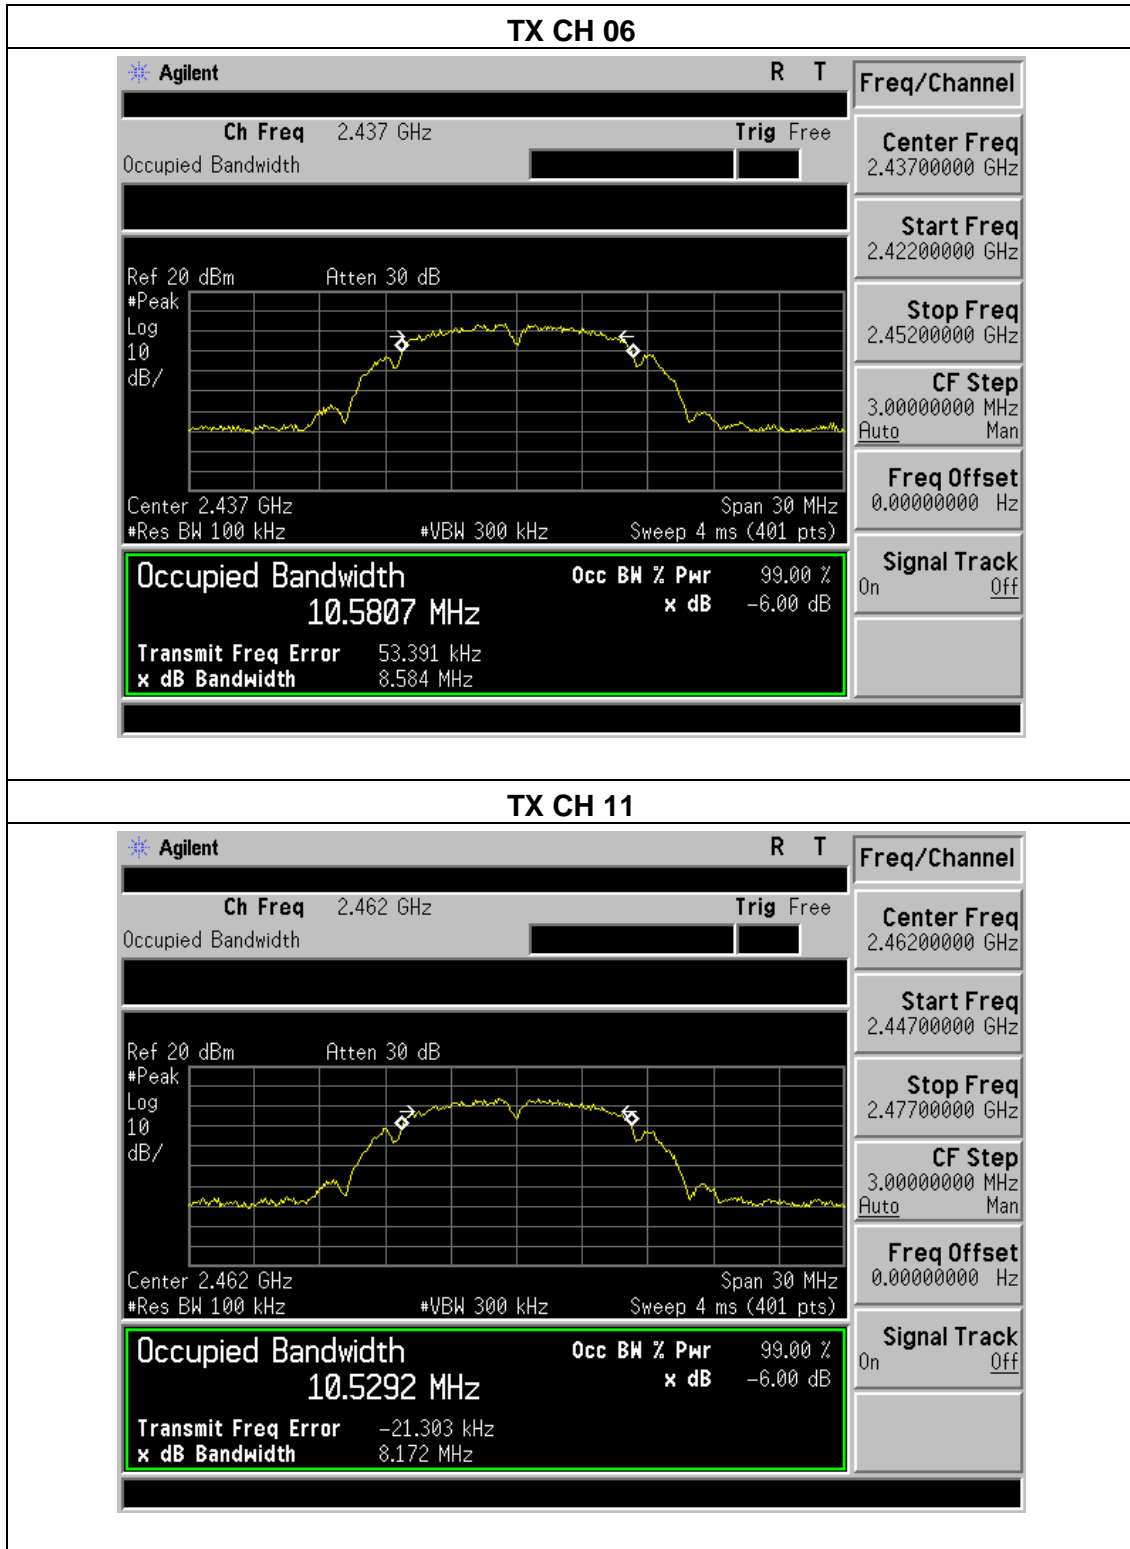 TX CH 06
Agilent R T
Freq/Channel
Ch Freq 2.437 GHz Trig Free
Occupied Bandwidth
Center Freq
2.43700000 GHz
Start Freq
2.42200000 GHz
Stop Freq
2.45200000 GHz
CF Step
3.00000000 MHz
Auto Man
Freq Offset
0.00000000 Hz
Signal Track
On Off
Ref 20 dBm Atten 30 dB
#Peak
Log
10
dB/
Center 2.437 GHz Span 30 MHz
#Res BW 100 kHz #VBW 300 kHz Sweep 4 ms (401 pts)
Occupied Bandwidth Occ BW % Pwr 99.00 %
10.5807 MHz x dB -6.00 dB
Transmit Freq Error 53.391 kHz
x dB Bandwidth 8.584 MHz
TX CH 11
Agilent R T
Freq/Channel
Ch Freq 2.462 GHz Trig Free
Occupied Bandwidth
Center Freq
2.46200000 GHz
Start Freq
2.44700000 GHz
Stop Freq
2.47700000 GHz
CF Step
3.00000000 MHz
Auto Man
Freq Offset
0.00000000 Hz
Signal Track
On Off
Ref 20 dBm Atten 30 dB
#Peak
Log
10
dB/
Center 2.462 GHz Span 30 MHz
#Res BW 100 kHz #VBW 300 kHz Sweep 4 ms (401 pts)
Occupied Bandwidth Occ BW % Pwr 99.00 %
10.5292 MHz x dB -6.00 dB
Transmit Freq Error -21.303 kHz
x dB Bandwidth 8.172 MHz